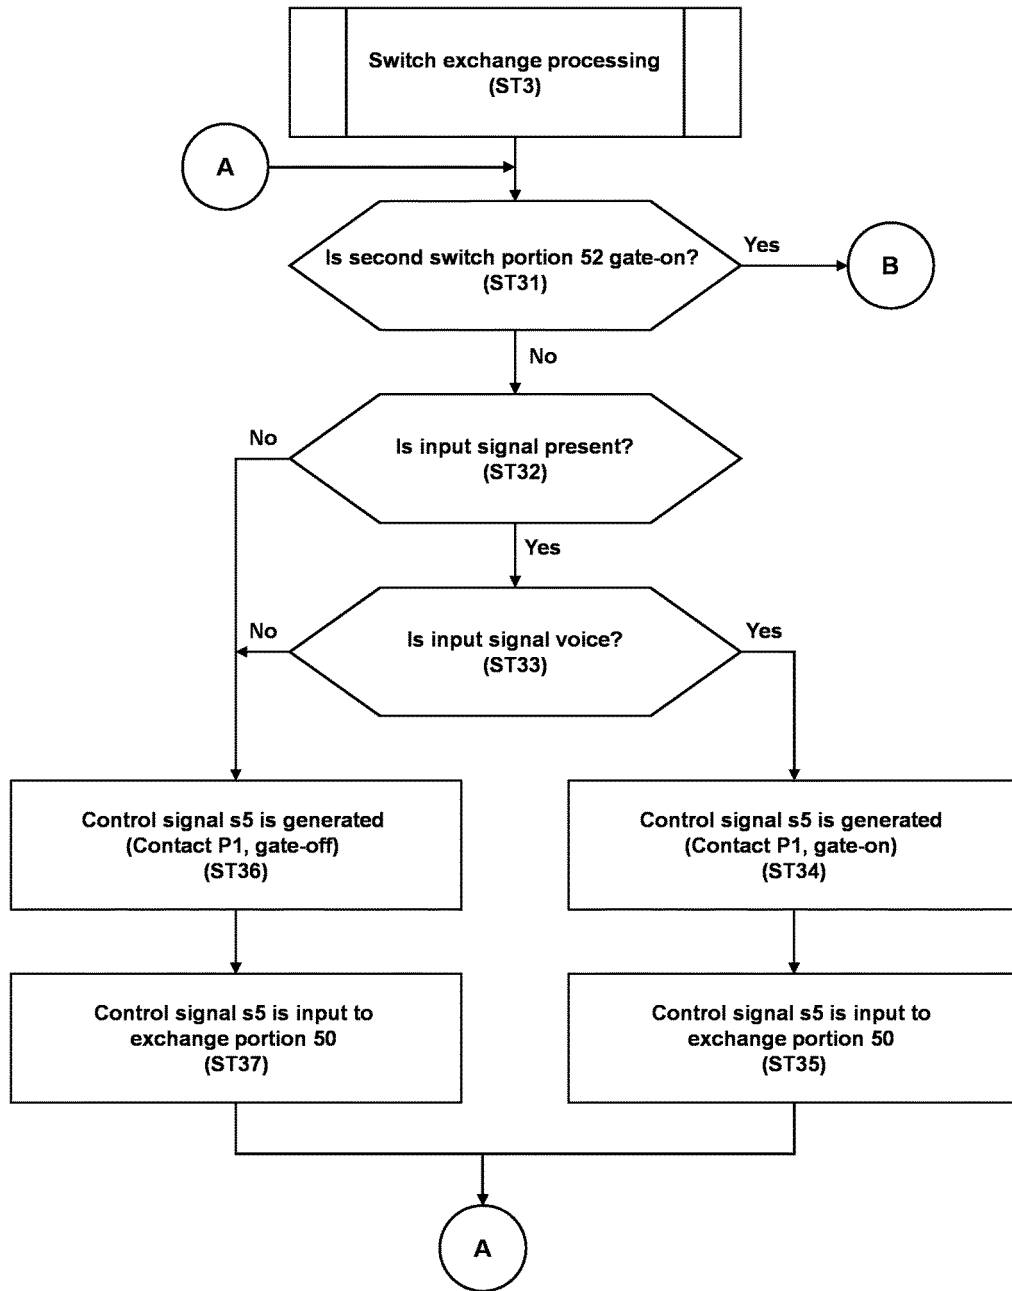 Switch exchange processing
(ST3)
A
Is second switch portion 52 gate-on?
(ST31)
Yes
B
No
Is input signal present?
(ST32)
No
Yes
Is input signal voice?
(ST33)
No
Yes
Control signal s5 is generated
(Contact P1, gate-off)
(ST36)
Control signal s5 is generated
(Contact P1, gate-on)
(ST34)
Control signal s5 is input to
exchange portion 50
(ST37)
Control signal s5 is input to
exchange portion 50
(ST35)
A